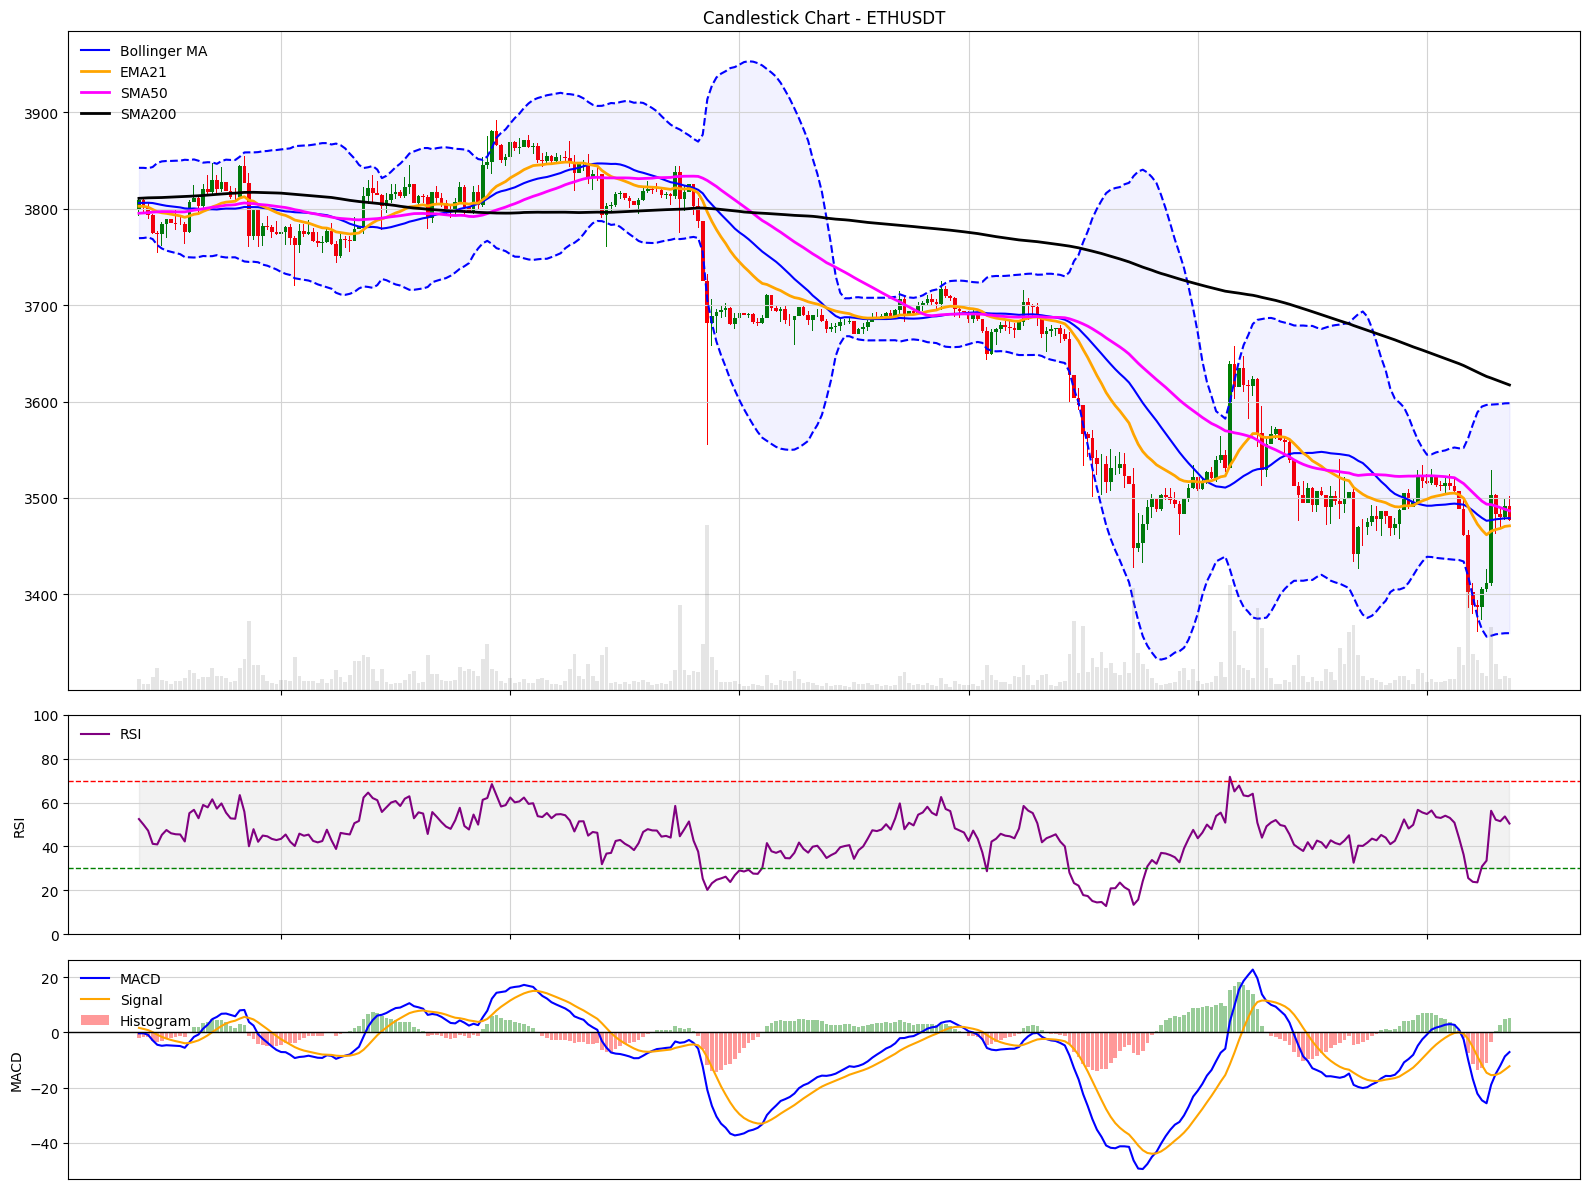 Candlestick Chart - ETHUSDT
Bollinger MA
EMA21
SMA50
SMA200
3900
3800
3700
3600
3500
3400
RSI
100
80
60
40
20
0
RSI
MACD
Signal
Histogram
20
0
−20
−40
MACD